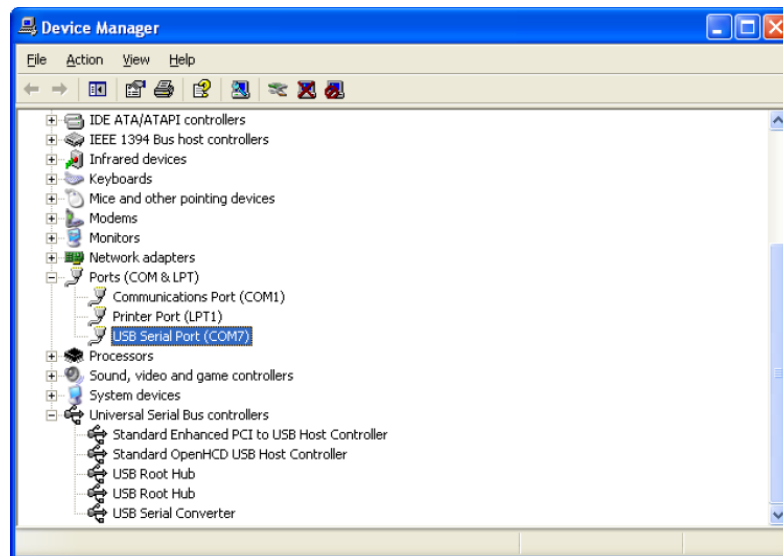 Device Manager
File Action View Help
IDE ATA/ATAPI controllers
IEEE 1394 Bus host controllers
Infrared devices
Keyboards
Mice and other pointing devices
Modems
Monitors
Network adapters
Ports (COM & LPT)
Communications Port (COM1)
Printer Port (LPT1)
USB Serial Port (COM7)
Processors
Sound, video and game controllers
System devices
Universal Serial Bus controllers
Standard Enhanced PCI to USB Host Controller
Standard OpenHCD USB Host Controller
USB Root Hub
USB Root Hub
USB Serial Converter